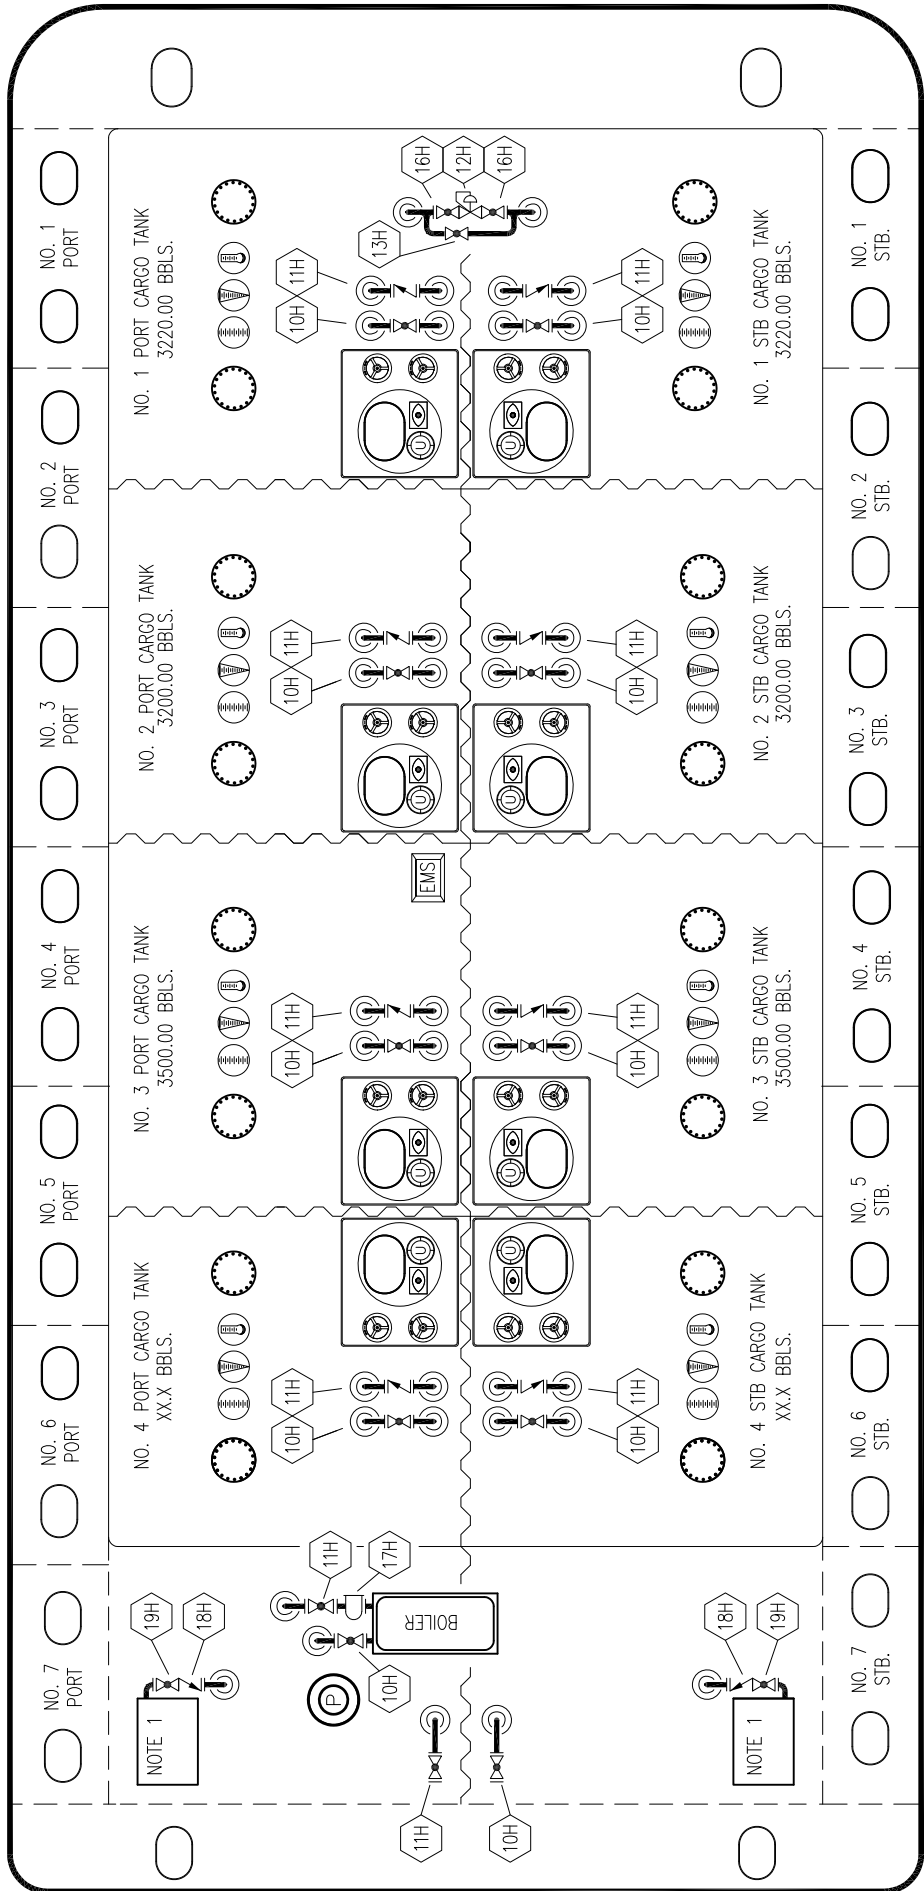 NO. 1
PORT
NO. 1 PORT CARGO TANK
3220.00 BBLS.
16H
12H
16H
13H
11H
10H
11H
10H
U
U
NO. 1 STB CARGO TANK
3220.00 BBLS.
NO. 1
STB.
NO. 2
PORT
NO. 2
STB.
NO. 2 PORT CARGO TANK
3200.00 BBLS.
11H
10H
11H
10H
U
U
NO. 2 STB CARGO TANK
3200.00 BBLS.
NO. 3
PORT
NO. 3
STB.
EMS
NO. 4
PORT
NO. 3 PORT CARGO TANK
3500.00 BBLS.
11H
10H
11H
10H
U
U
NO. 3 STB CARGO TANK
3500.00 BBLS.
NO. 4
STB.
NO. 5
PORT
NO. 5
STB.
U
U
NO. 4 PORT CARGO TANK
XX.X BBLS.
11H
10H
11H
10H
NO. 4 STB CARGO TANK
XX.X BBLS.
NO. 6
PORT
NO. 6
STB.
11H
17H
BOILER
10H
P
19H
18H
NOTE 1
18H
19H
NOTE 1
NO. 7
PORT
NO. 7
STB.
11H
10H